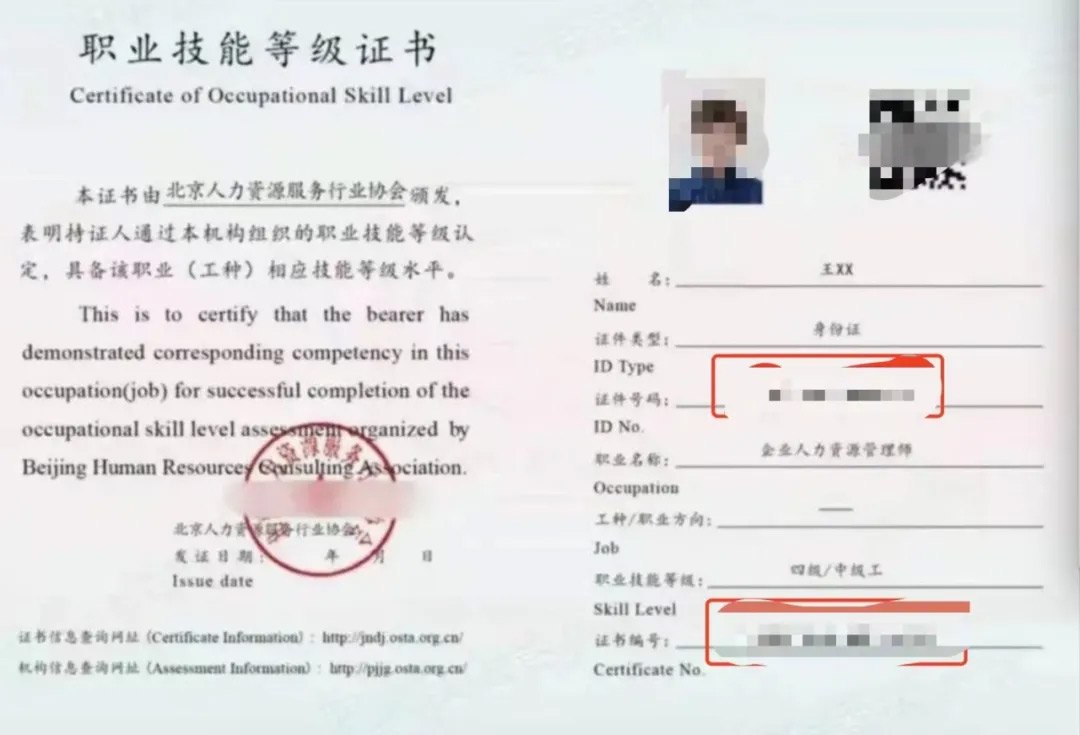 职业技能等级证书
Certificate of Occupational Skill Level
本证书由北京人力资源服务行业协会颁发，
表明持证人通过本机构组织的职业技能等级认
定，具备该职业（工种）相应技能等级水平。
This is to certify that the bearer has
demonstrated corresponding competency in this
occupation(job) for successful completion of the
occupational skill level assessment organized by
Beijing Human Resources Consulting Association.
资源服务
北京人力资源服务行业协会
发证日期： 年 月 日
Issue date
证书信息查询网址（Certificate Information）：http://jndj.osta.org.cn/
机构信息查询网址（Assessment Information）：http://pjjg.osta.org.cn/
姓 名： 王XX
Name
证件类型： 身份证
ID Type
证件号码：
ID No.
职业名称： 企业人力资源管理师
Occupation
工种/职业方向： —
Job
职业技能等级： 四级/中级工
Skill Level
证书编号：
Certificate No.